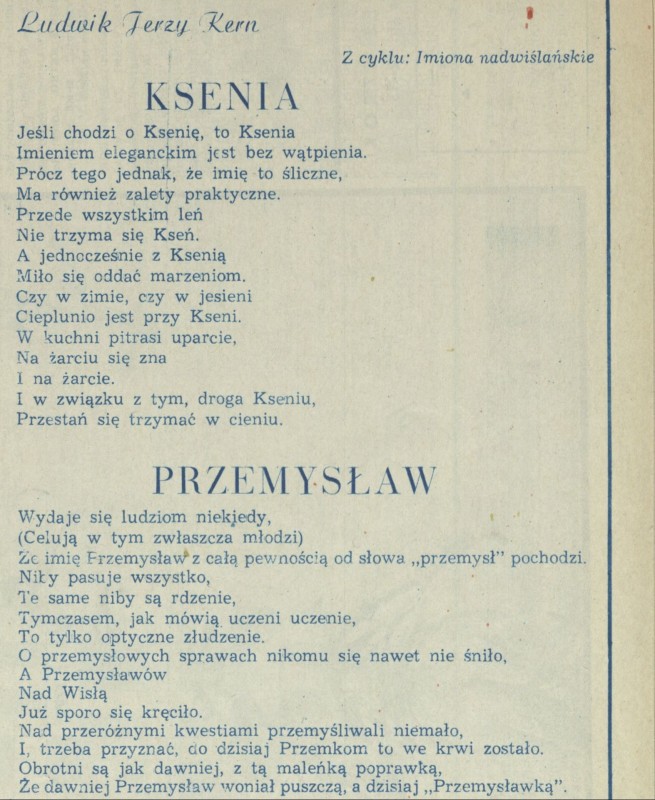 Ludwik Jerzy Kern
Z cyklu: Imiona nadwiślańskie
KSENIA
Jeśli chodzi o Ksenię, to Ksenia
Imieniem eleganckim jest bez wątpienia.
Prócz tego jednak, że imię to śliczne,
Ma również zalety praktyczne.
Przede wszystkim leń
Nie trzyma się Kseń.
A jednocześnie z Ksenią
Miło się oddać marzeniom.
Czy w zimie, czy w jesieni
Cieplunio jest przy Kseni.
W kuchni pitrasi uparcie,
Na żarciu się zna
I na żarcie.
I w związku z tym, droga Kseniu,
Przestań się trzymać w cieniu.
PRZEMYSŁAW
Wydaje się ludziom niekiedy,
(Celują w tym zwłaszcza młodzi)
Że imię Przemysław z całą pewnością od słowa „przemysł" pochodzi.
Niby pasuje wszystko,
Te same niby są rdzenie,
Tymczasem, jak mówią uczeni uczenie,
To tylko optyczne złudzenie.
O przemysłowych sprawach nikomu się nawet nie śniło,
A Przemysławów
Nad Wisłą
Już sporo się kręciło.
Nad przeróżnymi kwestiami przemyśliwali niemało,
I, trzeba przyznać, do dzisiaj Przemkom to we krwi zostało.
Obrotni są jak dawniej, z tą maleńką poprawką,
Że dawniej Przemysław woniał puszczą, a dzisiaj „Przemysławką".